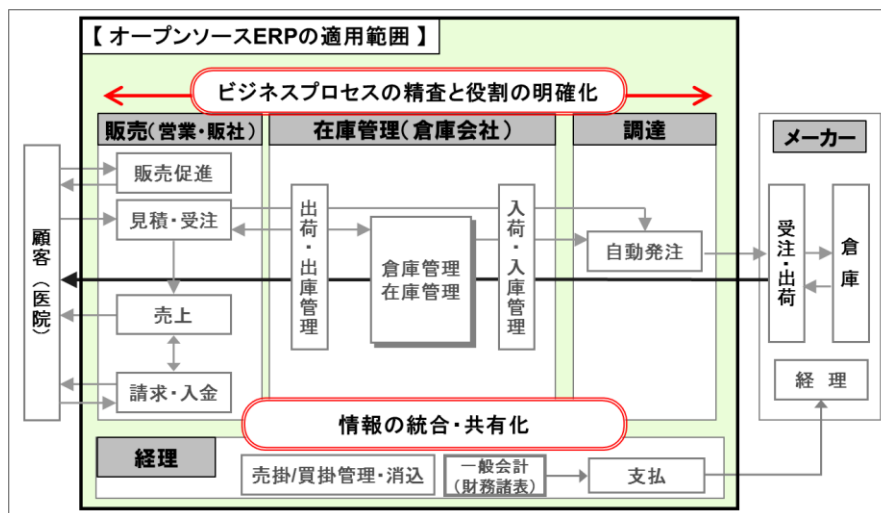 【 オープンソースERPの適用範囲 】
ビジネスプロセスの精査と役割の明確化
販売(営業・販社)
在庫管理(倉庫会社)
調達
メーカー
顧客(医院)
販売促進
見積・受注
売上
請求・入金
出荷・出庫管理
倉庫管理
在庫管理
入荷・入庫管理
自動発注
受注・出荷
倉庫
経 理
情報の統合・共有化
経理
売掛/買掛管理・消込
一般会計
(財務諸表)
支払